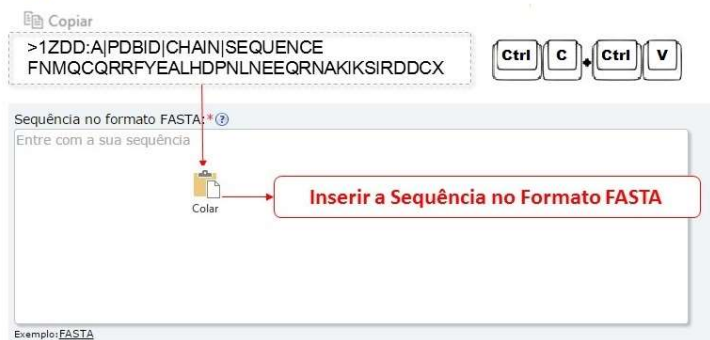 Copiar
>1ZDD:A|PDBID|CHAIN|SEQUENCE
FNMQCQRRFYEALHDPNLNEEQRNAKIKSIRDDCX
Ctrl C + Ctrl V
Sequência no formato FASTA:*(?)
Entre com a sua sequência
Colar
Inserir a Sequência no Formato FASTA
Exemplo:FASTA